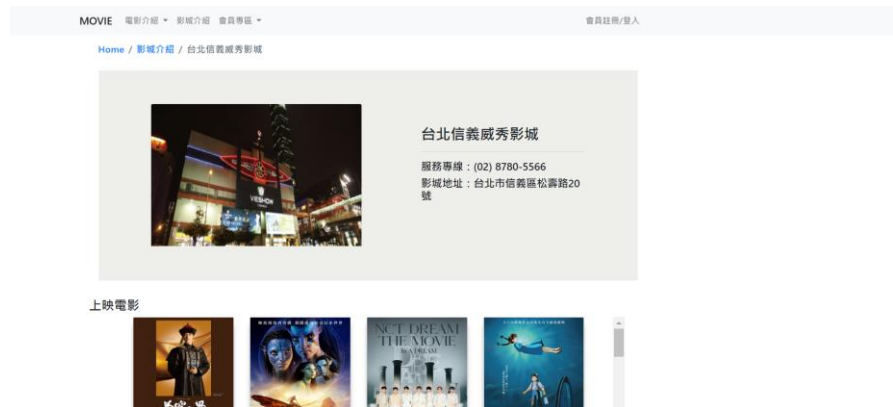 MOVIE 電影介紹 影城介紹 會員專區 會員註冊/登入
Home / 影城介紹 / 台北信義威秀影城
VIESHOW
台北信義威秀影城
服務專線：(02) 8780-5566
影城地址：台北市信義區松壽路20
號
上映電影
NCT DREAM
THE MOVIE